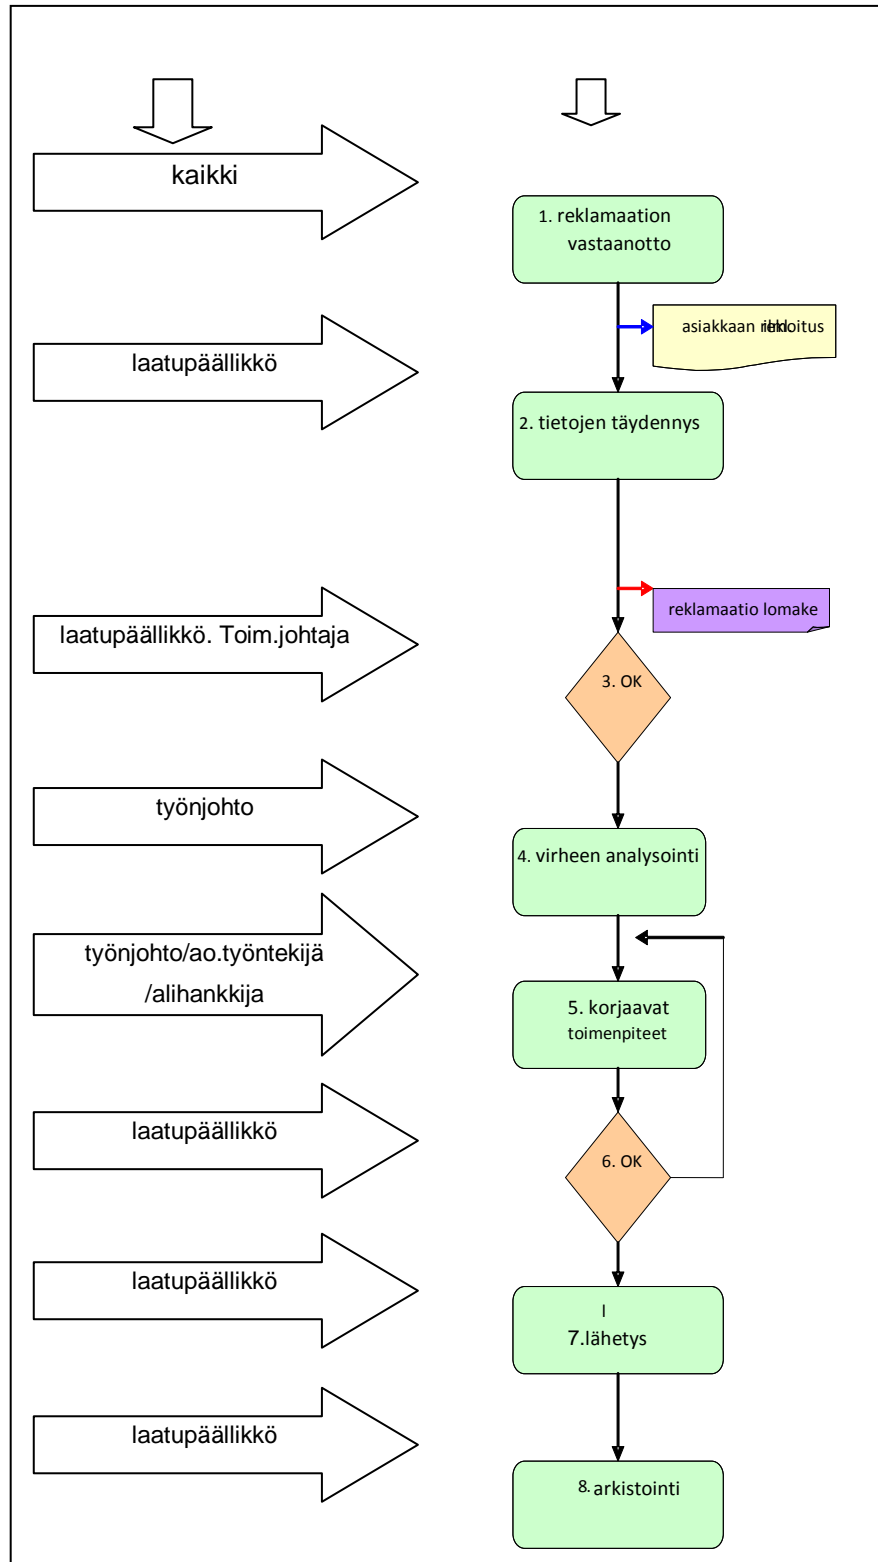 kaikki
1. reklamaation
vastaanotto
asiakkaan
laatupäällikkö
2. tietojen täydennys
reklamaatio lomake
laatupäällikkö. Toim.johtaja
3. OK
työnjohto
4. virheen analysointi
työnjohto/ao.työntekijä
/alihankkija
5. korjaavat
toimenpiteet
laatupäällikkö
6. OK
laatupäällikkö
l
7.lähetys
laatupäällikkö
8. arkistointi